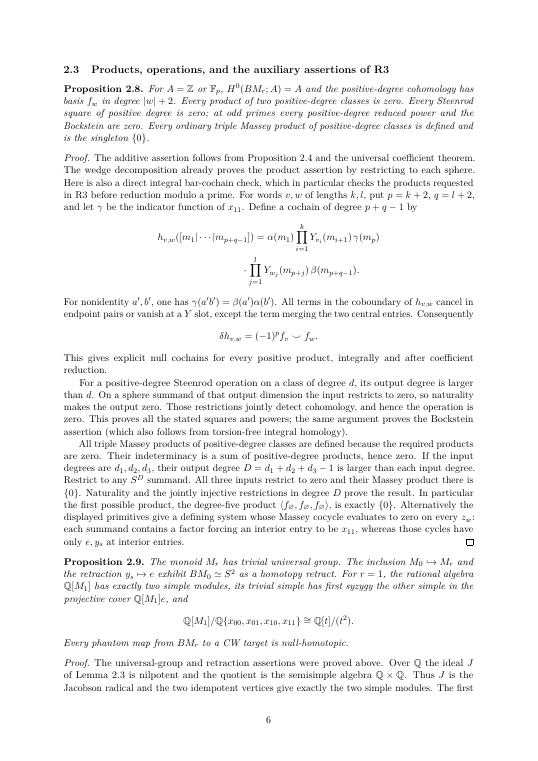 2.3 Products, operations, and the auxiliary assertions of R3
Proposition 2.8. For A = ℤ or 𝔽_p, H^0(BM_r; A) = A and the positive-degree cohomology has
basis f_w in degree |w| + 2. Every product of two positive-degree classes is zero. Every Steenrod
square of positive degree is zero; at odd primes every positive-degree reduced power and the
Bockstein are zero. Every ordinary triple Massey product of positive-degree classes is defined and
is the singleton {0}.
Proof. The additive assertion follows from Proposition 2.4 and the universal coefficient theorem.
The wedge decomposition already proves the product assertion by restricting to each sphere.
Here is also a direct integral bar-cochain check, which in particular checks the products requested
in R3 before reduction modulo a prime. For words v, w of lengths k, l, put p = k + 2, q = l + 2,
and let γ be the indicator function of x_{11}. Define a cochain of degree p + q − 1 by
h_{v,w}([m_1| · · · |m_{p+q−1}]) = α(m_1) ∏_{i=1}^{k} Y_{v_i}(m_{i+1}) γ(m_p)
· ∏_{j=1}^{l} Y_{w_j}(m_{p+j}) β(m_{p+q−1}).
For nonidentity a′, b′, one has γ(a′b′) = β(a′)α(b′). All terms in the coboundary of h_{v,w} cancel in
endpoint pairs or vanish at a Y slot, except the term merging the two central entries. Consequently
δh_{v,w} = (−1)^p f_v ⌣ f_w.
This gives explicit null cochains for every positive product, integrally and after coefficient
reduction.
For a positive-degree Steenrod operation on a class of degree d, its output degree is larger
than d. On a sphere summand of that output dimension the input restricts to zero, so naturality
makes the output zero. Those restrictions jointly detect cohomology, and hence the operation is
zero. This proves all the stated squares and powers; the same argument proves the Bockstein
assertion (which also follows from torsion-free integral homology).
All triple Massey products of positive-degree classes are defined because the required products
are zero. Their indeterminacy is a sum of positive-degree products, hence zero. If the input
degrees are d_1, d_2, d_3, their output degree D = d_1 + d_2 + d_3 − 1 is larger than each input degree.
Restrict to any S^D summand. All three inputs restrict to zero and their Massey product there is
{0}. Naturality and the jointly injective restrictions in degree D prove the result. In particular
the first possible product, the degree-five product ⟨f_∅, f_∅, f_∅⟩, is exactly {0}. Alternatively the
displayed primitives give a defining system whose Massey cocycle evaluates to zero on every z_w:
each summand contains a factor forcing an interior entry to be x_{11}, whereas those cycles have
only e, y_s at interior entries. □
Proposition 2.9. The monoid M_r has trivial universal group. The inclusion M_0 ↪ M_r and
the retraction y_s ↦ e exhibit BM_0 ≃ S^2 as a homotopy retract. For r = 1, the rational algebra
ℚ[M_1] has exactly two simple modules, its trivial simple has first syzygy the other simple in the
projective cover ℚ[M_1]e, and
ℚ[M_1]/ℚ{x_{00}, x_{01}, x_{10}, x_{11}} ≅ ℚ[t]/(t^2).
Every phantom map from BM_r to a CW target is null-homotopic.
Proof. The universal-group and retraction assertions were proved above. Over ℚ the ideal J
of Lemma 2.3 is nilpotent and the quotient is the semisimple algebra ℚ × ℚ. Thus J is the
Jacobson radical and the two idempotent vertices give exactly the two simple modules. The first
6